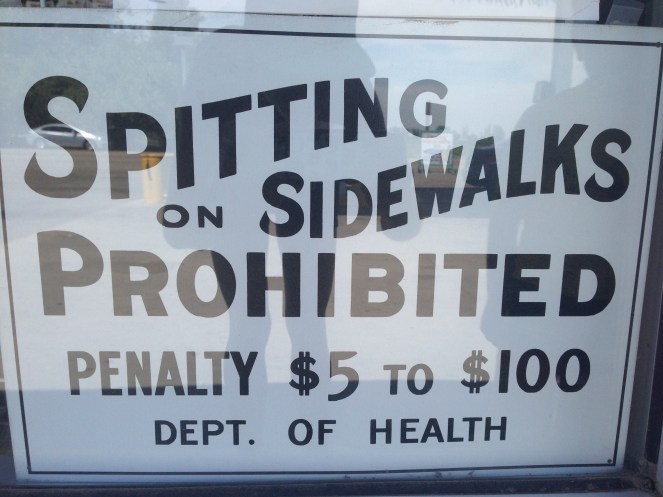 SPITTING
ON SIDEWALKS
PROHIBITED
PENALTY $5 TO $100
DEPT. OF HEALTH